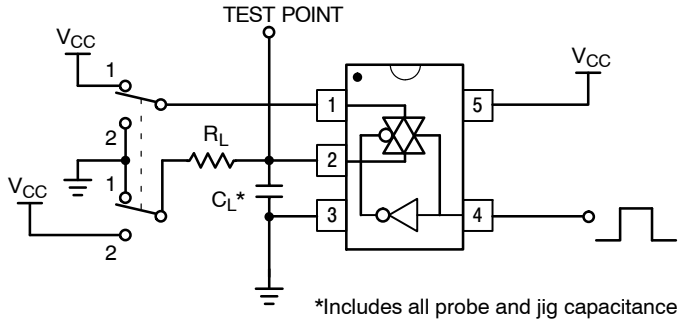 TEST POINT
VCC
VCC
1
1
5
2
RL
2
1
VCC
CL*
3
4
2
*Includes all probe and jig capacitance